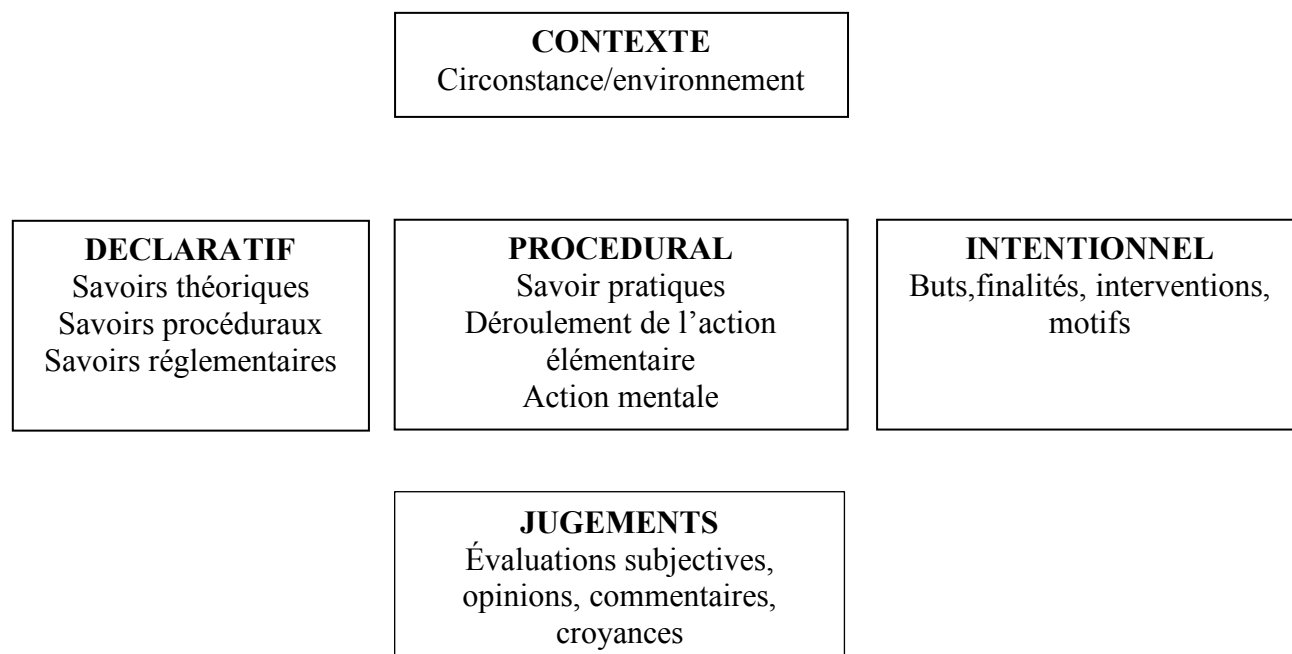 CONTEXTE
Circonstance/environnement
DECLARATIF
Savoirs théoriques
Savoirs procéduraux
Savoirs réglementaires
PROCEDURAL
Savoir pratiques
Déroulement de l’action
élémentaire
Action mentale
INTENTIONNEL
Buts,finalités, interventions,
motifs
JUGEMENTS
Évaluations subjectives,
opinions, commentaires,
croyances